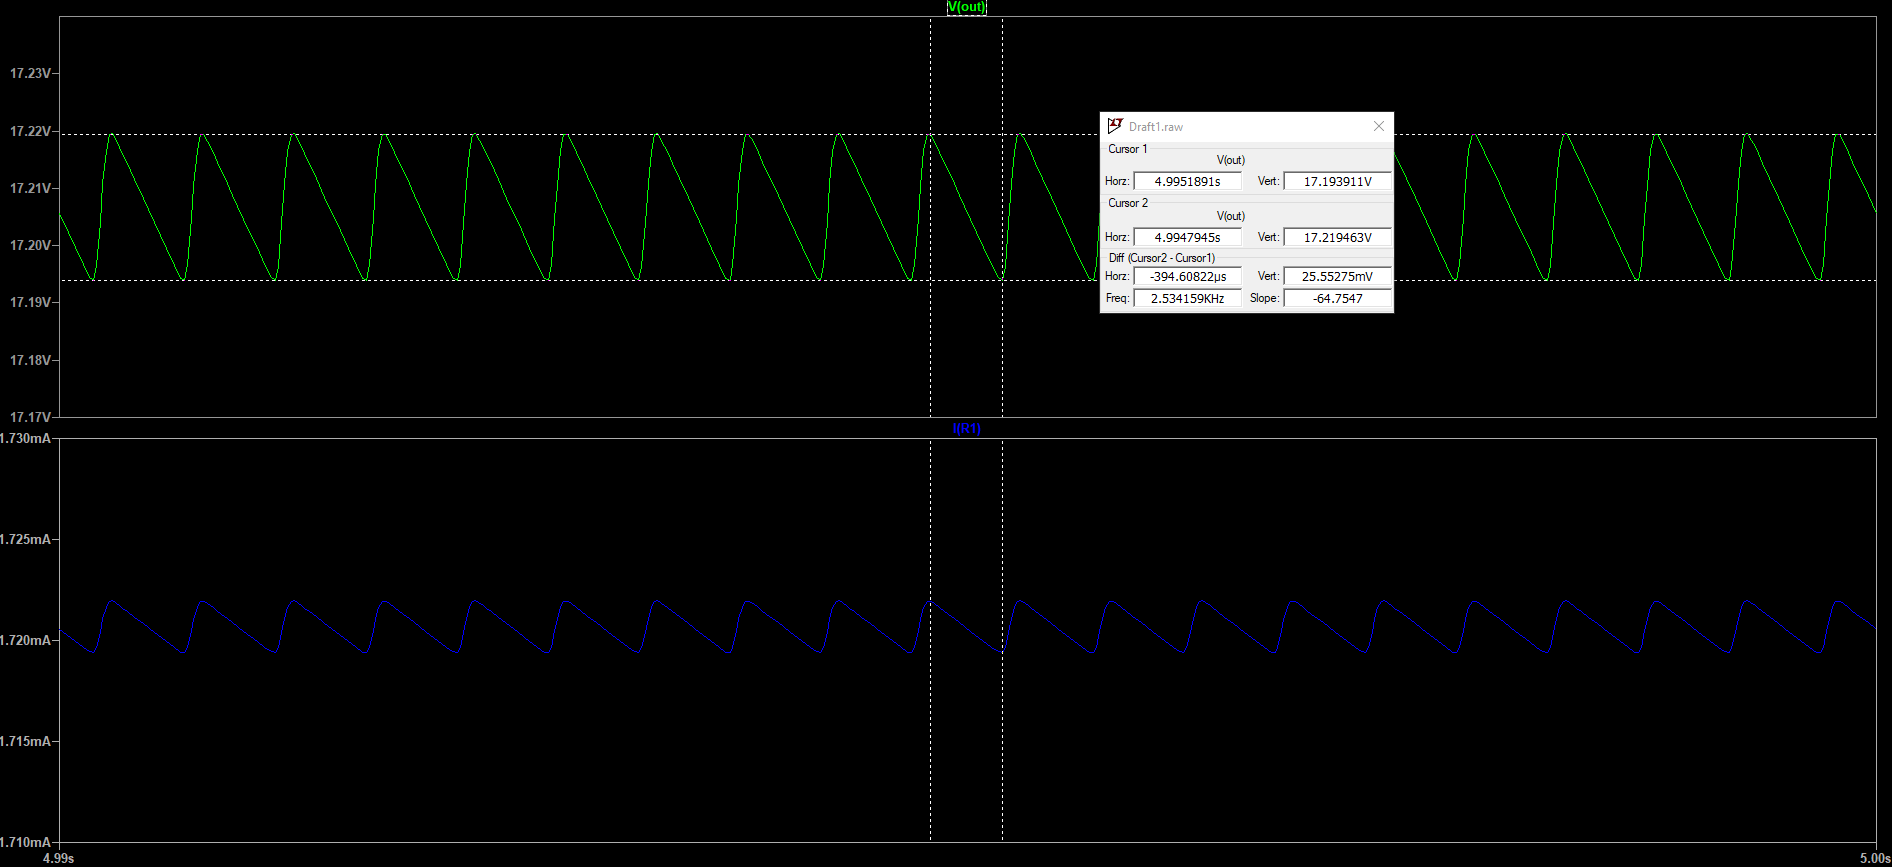 V(out)
17.23V
17.22V
17.21V
17.20V
17.19V
17.18V
17.17V
Draft1.raw
Cursor 1
V(out)
Horz: 4.9951891s Vert: 17.193911V
Cursor 2
V(out)
Horz: 4.9947945s Vert: 17.219463V
Diff (Cursor2 - Cursor1)
Horz: -394.60822µs Vert: 25.55275mV
Freq: 2.534159KHz Slope: -64.7547
I(R1)
1.730mA
1.725mA
1.720mA
1.715mA
1.710mA
4.99s 5.00s